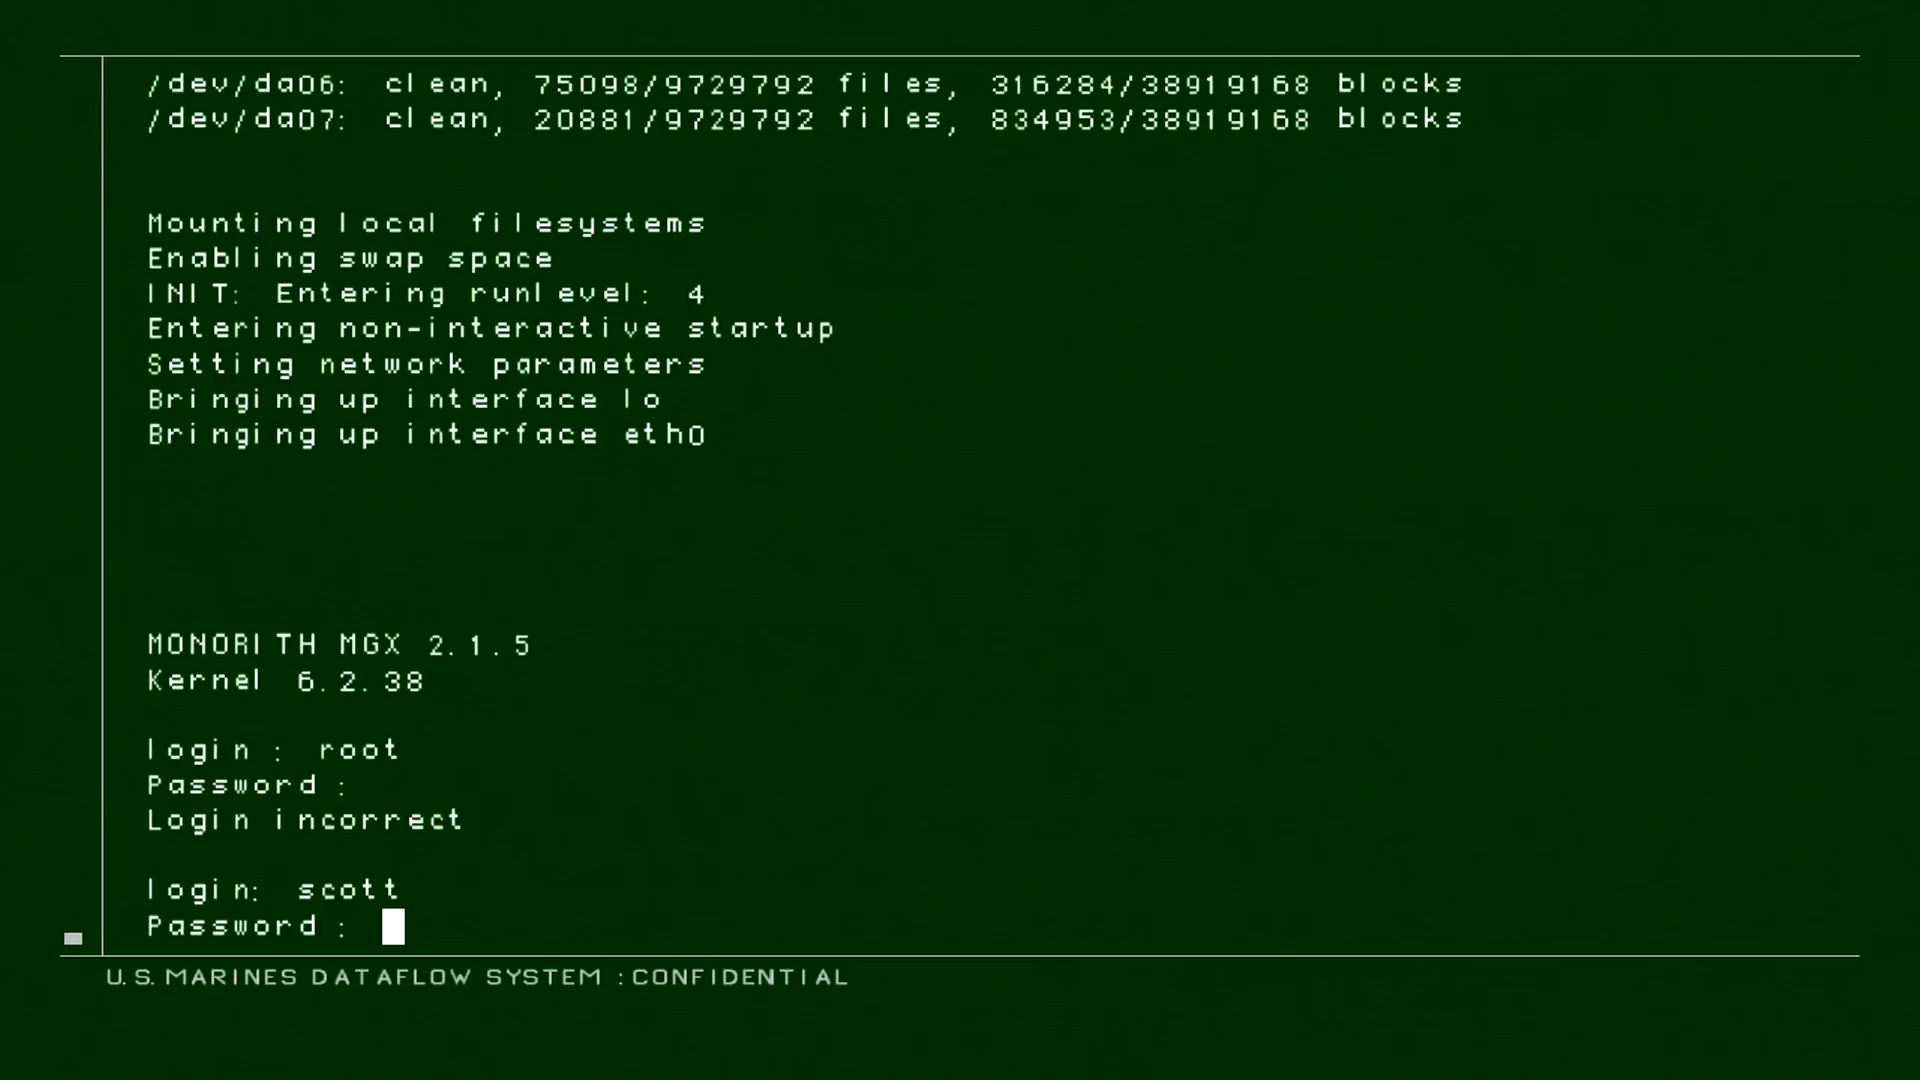 /dev/da06: clean, 75098/9729792 files, 316284/38919168 blocks
/dev/da07: clean, 20881/9729792 files, 834953/38919168 blocks
Mounting local filesystems
Enabling swap space
INIT: Entering runlevel: 4
Entering non-interactive startup
Setting network parameters
Bringing up interface lo
Bringing up interface eth0
MONORITH MGX 2.1.5
Kernel 6.2.38
login : root
Password :
Login incorrect
login: scott
Password :
U.S.MARINES DATAFLOW SYSTEM :CONFIDENTIAL